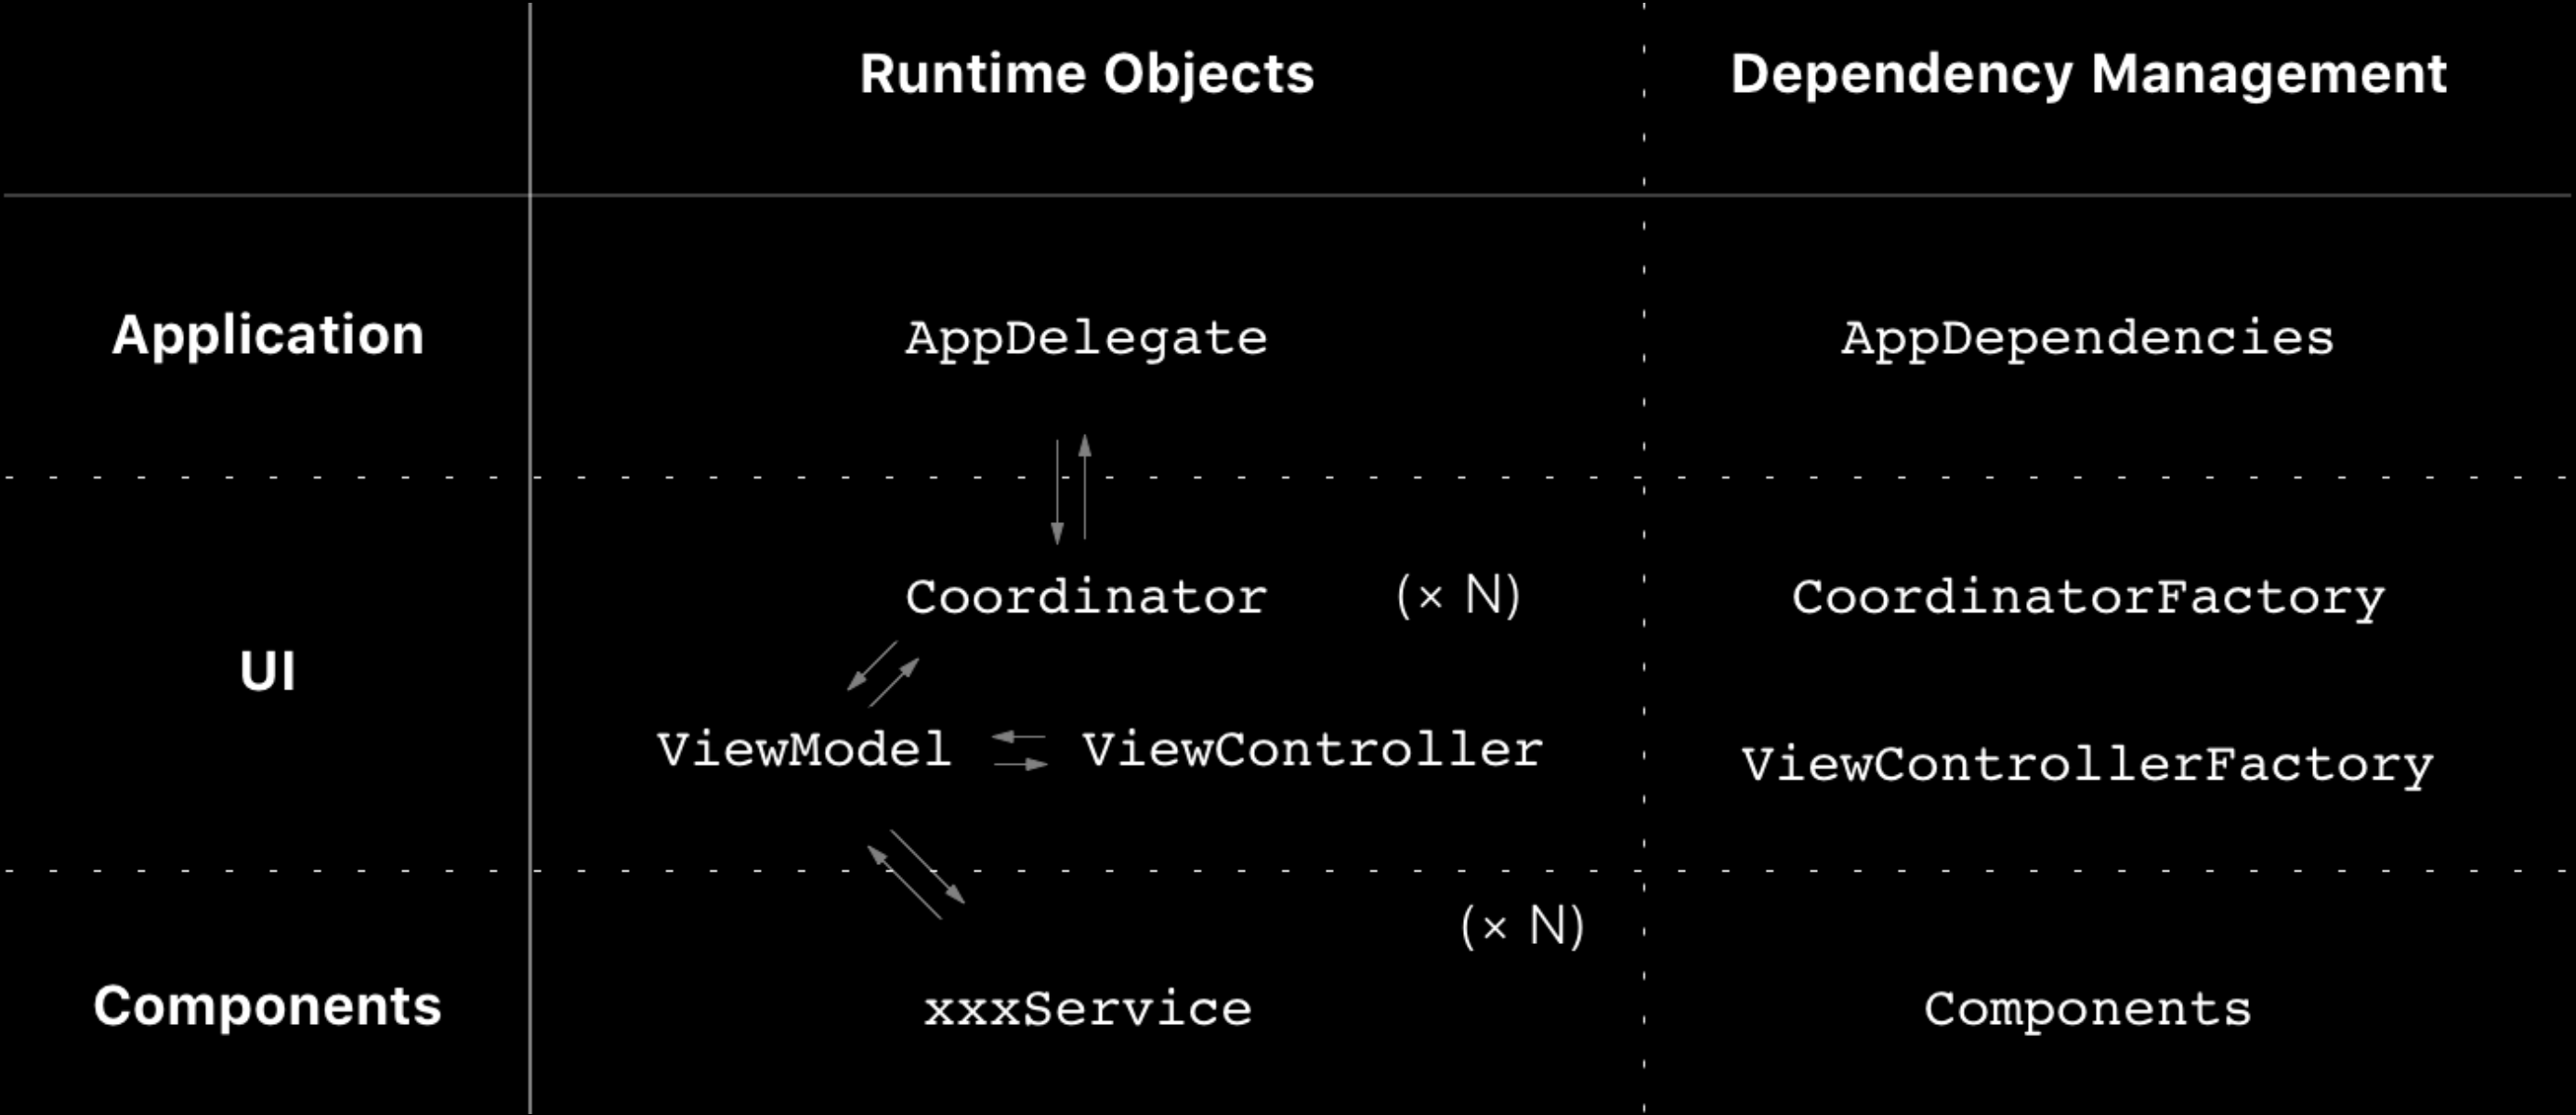 Runtime Objects
Dependency Management
Application
AppDelegate
AppDependencies
UI
Coordinator
(× N)
CoordinatorFactory
ViewModel
ViewController
ViewControllerFactory
(× N)
Components
xxxService
Components